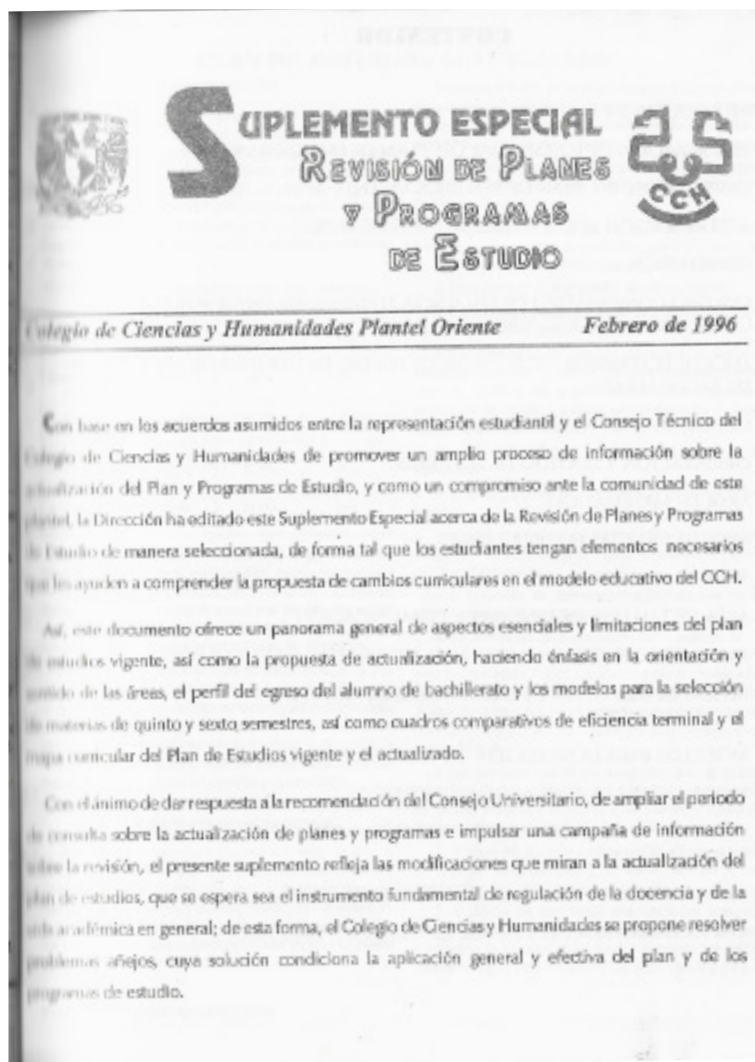 SUPLEMENTO ESPECIAL
REVISIÓN DE PLANES
Y PROGRAMAS
DE ESTUDIO
CCH
Colegio de Ciencias y Humanidades Plantel Oriente Febrero de 1996
Con base en los acuerdos asumidos entre la representación estudiantil y el Consejo Técnico del
Colegio de Ciencias y Humanidades de promover un amplio proceso de información sobre la
actualización del Plan y Programas de Estudio, y como un compromiso ante la comunidad de este
plantel, la Dirección ha editado este Suplemento Especial acerca de la Revisión de Planes y Programas
de Estudio de manera seleccionada, de forma tal que los estudiantes tengan elementos necesarios
que les ayuden a comprender la propuesta de cambios curriculares en el modelo educativo del CCH.
Así, este documento ofrece un panorama general de aspectos esenciales y limitaciones del plan
de estudios vigente, así como la propuesta de actualización, haciendo énfasis en la orientación y
sentido de las áreas, el perfil del egreso del alumno de bachillerato y los modelos para la selección
de materias de quinto y sexto semestres, así como cuadros comparativos de eficiencia terminal y el
mapa curricular del Plan de Estudios vigente y el actualizado.
Con el ánimo de dar respuesta a la recomendación del Consejo Universitario, de ampliar el periodo
de consulta sobre la actualización de planes y programas e impulsar una campaña de información
sobre la revisión, el presente suplemento refleja las modificaciones que miran a la actualización del
plan de estudios, que se espera sea el instrumento fundamental de regulación de la docencia y de la
vida académica en general; de esta forma, el Colegio de Ciencias y Humanidades se propone resolver
problemas añejos, cuya solución condiciona la aplicación general y efectiva del plan y de los
programas de estudio.